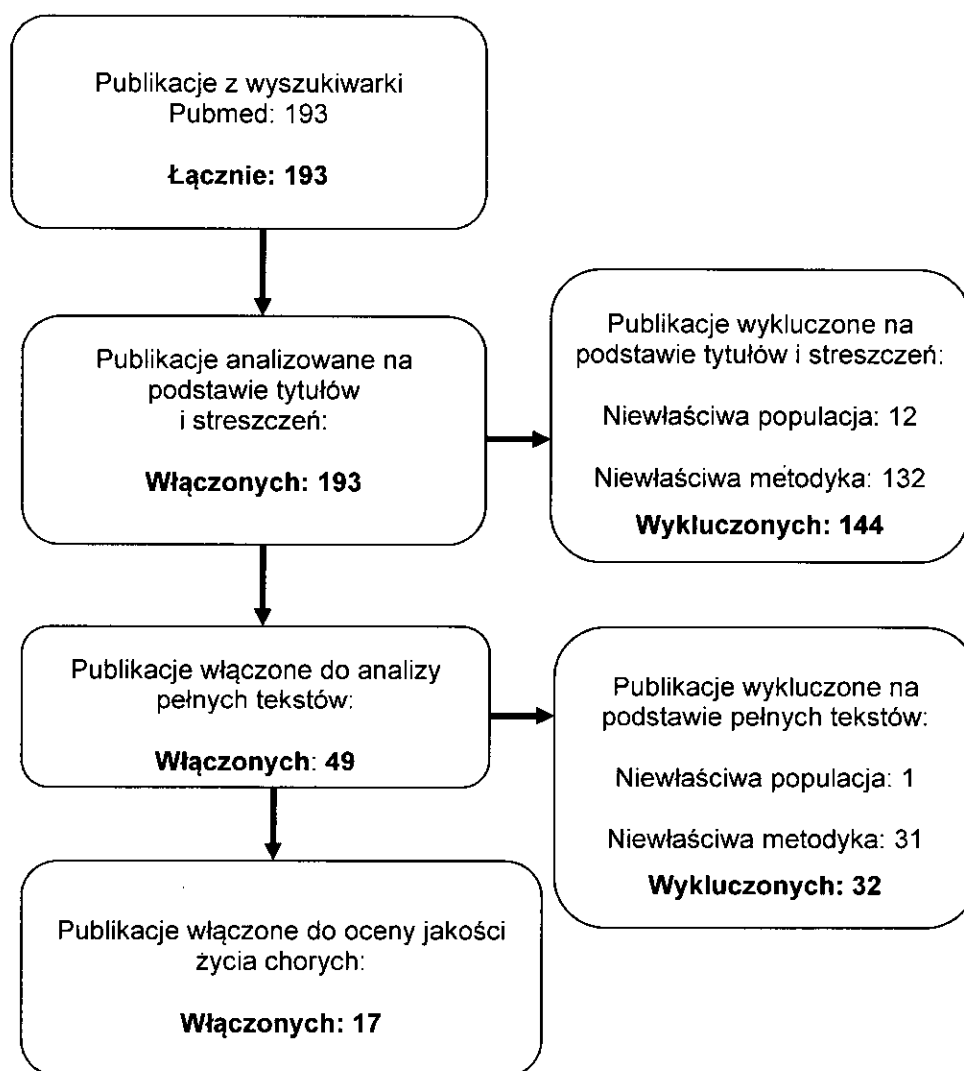 Publikacje z wyszukiwarki
Pubmed: 193
Łącznie: 193
Publikacje analizowane na
podstawie tytułów
i streszczeń:
Włączonych: 193
Publikacje wykluczone na
podstawie tytułów i streszczeń:
Niewłaściwa populacja: 12
Niewłaściwa metodyka: 132
Wykluczonych: 144
Publikacje włączone do analizy
pełnych tekstów:
Włączonych: 49
Publikacje wykluczone na
podstawie pełnych tekstów:
Niewłaściwa populacja: 1
Niewłaściwa metodyka: 31
Wykluczonych: 32
Publikacje włączone do oceny jakości
życia chorych:
Włączonych: 17